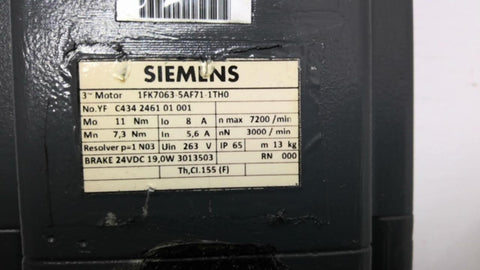 SIEMENS
3~ Motor 1FK7063-5AF71-1TH0
No.YF C434 2461 01 001
Mo 11 Nm Io 8 A n max 7200 /min
Mn 7,3 Nm In 5,6 A nN 3000 /min
Resolver p=1 N03 Uin 263 V IP 65 m 13 kg
BRAKE 24VDC 19,0W 3013503 RN 000
Th,Cl.155 (F)